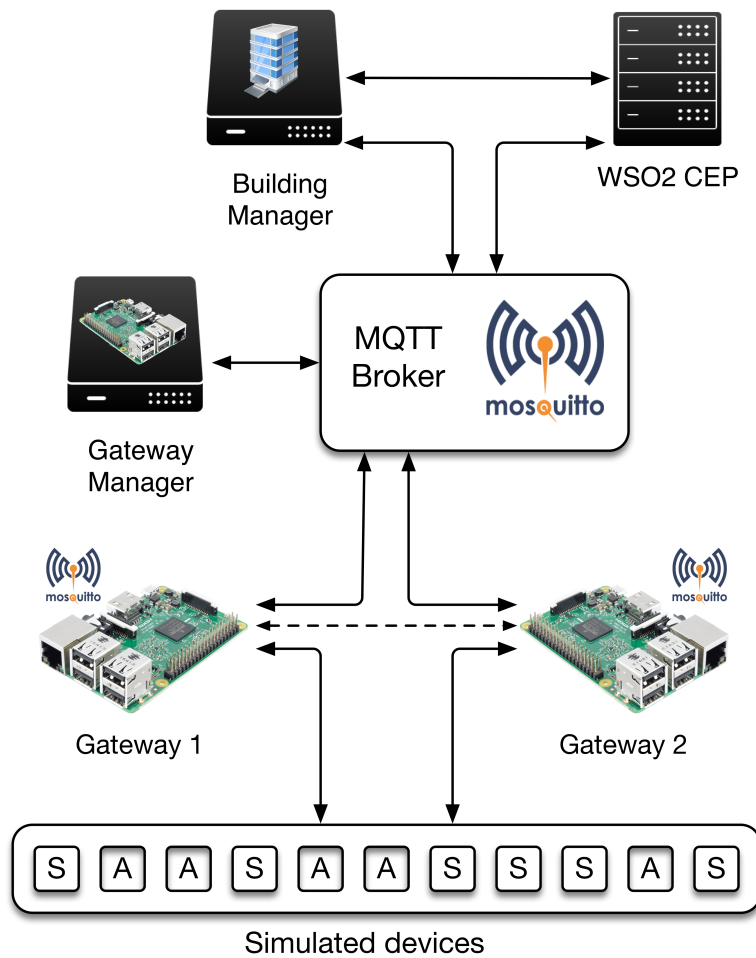 Building
Manager
WSO2 CEP
MQTT
Broker
mosquitto
Gateway
Manager
mosquitto
mosquitto
Gateway 1
Gateway 2
S A A S A A S S S A S
Simulated devices